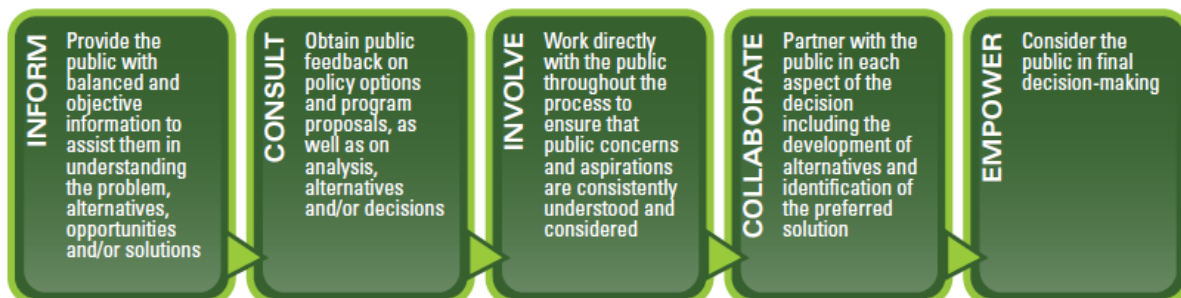 INFORM
Provide the
public with
balanced and
objective
information to
assist them in
understanding
the problem,
alternatives,
opportunities
and/or solutions
CONSULT
Obtain public
feedback on
policy options
and program
proposals, as
well as on
analysis,
alternatives
and/or decisions
INVOLVE
Work directly
with the public
throughout the
process to
ensure that
public concerns
and aspirations
are consistently
understood and
considered
COLLABORATE
Partner with the
public in each
aspect of the
decision
including the
development of
alternatives and
identification of
the preferred
solution
EMPOWER
Consider the
public in final
decision-making